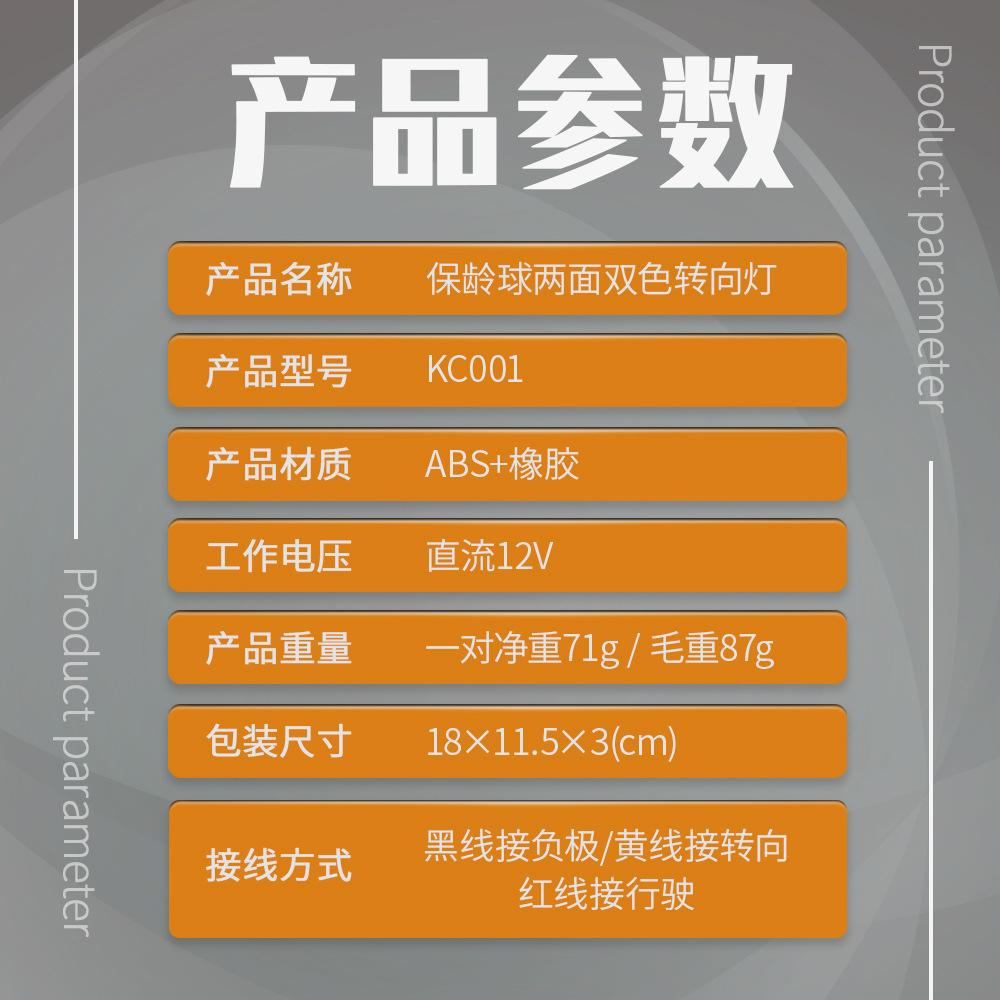 产品参数
Product parameter
产品名称 保龄球两面双色转向灯
产品型号 KC001
产品材质 ABS+橡胶
工作电压 直流12V
产品重量 一对净重71g / 毛重87g
包装尺寸 18×11.5×3(cm)
接线方式 黑线接负极/黄线接转向
红线接行驶
Product parameter